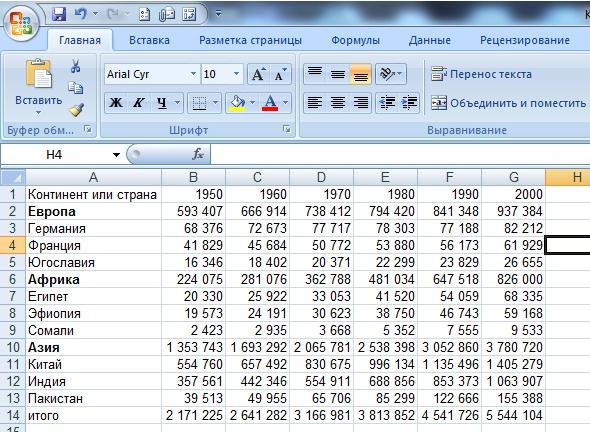 Главная Вставка Разметка страницы Формулы Данные Рецензирование
Arial Cyr 10 Перенос текста
Вставить Ж К Ч А Объединить и поместить
Буфер обм... Шрифт Выравнивание
H4 fx
A B C D E F G H
1 Континент или страна 1950 1960 1970 1980 1990 2000
2 Европа 593 407 666 914 738 412 794 420 841 348 937 384
3 Германия 68 376 72 673 77 717 78 303 77 188 82 212
4 Франция 41 829 45 684 50 772 53 880 56 173 61 929
5 Югославия 16 346 18 402 20 371 22 299 23 829 26 655
6 Африка 224 075 281 076 362 788 481 034 647 518 826 000
7 Египет 20 330 25 922 33 053 41 520 54 059 68 335
8 Эфиопия 19 573 24 191 30 623 38 750 46 743 59 168
9 Сомали 2 423 2 935 3 668 5 352 7 555 9 533
10 Азия 1 353 743 1 693 292 2 065 781 2 538 398 3 052 860 3 780 720
11 Китай 554 760 657 492 830 675 996 134 1 135 496 1 405 279
12 Индия 357 561 442 346 554 911 688 856 853 373 1 063 907
13 Пакистан 39 513 49 955 65 706 85 299 122 666 155 388
14 итого 2 171 225 2 641 282 3 166 981 3 813 852 4 541 726 5 544 104